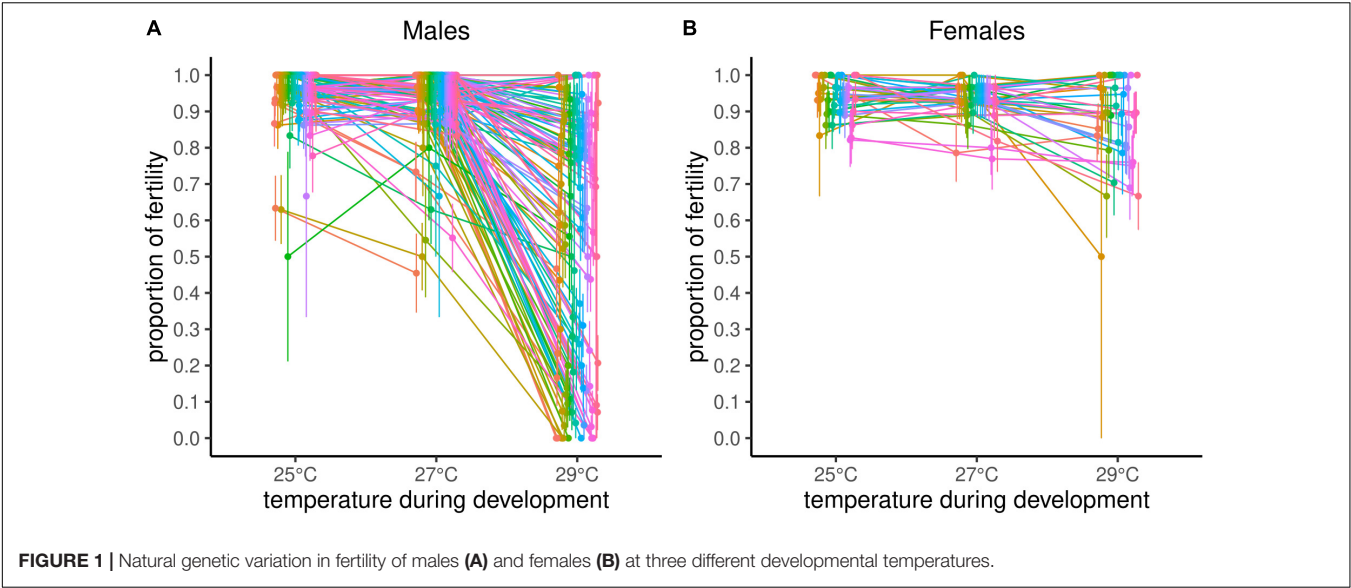 A
Males
proportion of fertility
1.0
0.9
0.8
0.7
0.6
0.5
0.4
0.3
0.2
0.1
0.0
25°C 27°C 29°C
temperature during development
B
Females
proportion of fertility
1.0
0.9
0.8
0.7
0.6
0.5
0.4
0.3
0.2
0.1
0.0
25°C 27°C 29°C
temperature during development
FIGURE 1 | Natural genetic variation in fertility of males (A) and females (B) at three different developmental temperatures.